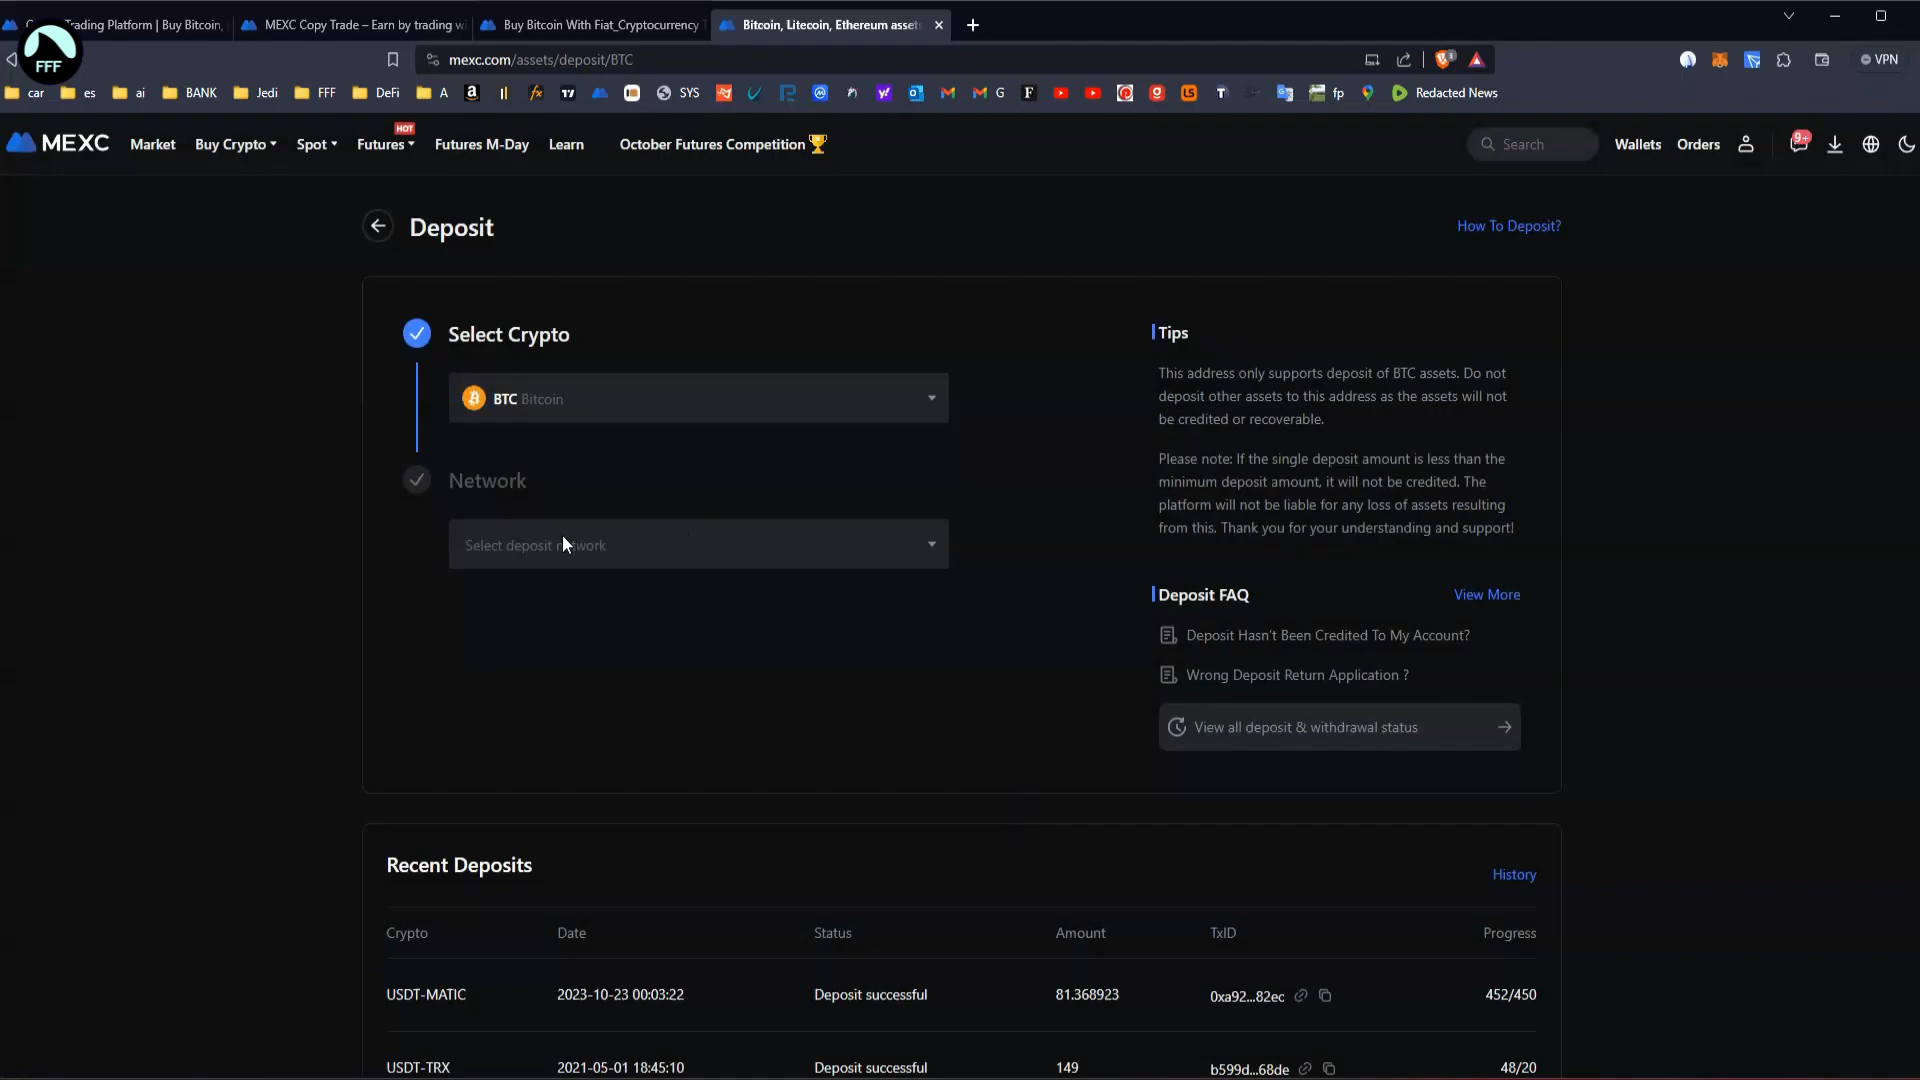 Trading Platform | Buy Bitcoin,
MEXC Copy Trade – Earn by trading w
Buy Bitcoin With Fiat_Cryptocurrency
Bitcoin, Litecoin, Ethereum asset
FFF
mexc.com/assets/deposit/BTC
VPN
car es ai BANK Jedi FFF DeFi A SYS G fp Redacted News
MEXC Market Buy Crypto Spot Futures HOT Futures M-Day Learn October Futures Competition Search Wallets Orders 9+
Deposit
How To Deposit?
Select Crypto
BTC Bitcoin
Network
Select deposit network
Tips
This address only supports deposit of BTC assets. Do not
deposit other assets to this address as the assets will not
be credited or recoverable.
Please note: If the single deposit amount is less than the
minimum deposit amount, it will not be credited. The
platform will not be liable for any loss of assets resulting
from this. Thank you for your understanding and support!
Deposit FAQ View More
Deposit Hasn't Been Credited To My Account?
Wrong Deposit Return Application ?
View all deposit & withdrawal status
Recent Deposits
History
Crypto Date Status Amount TxID Progress
USDT-MATIC 2023-10-23 00:03:22 Deposit successful 81.368923 0xa92...82ec 452/450
USDT-TRX 2021-05-01 18:45:10 Deposit successful 149 b599d...68de 48/20